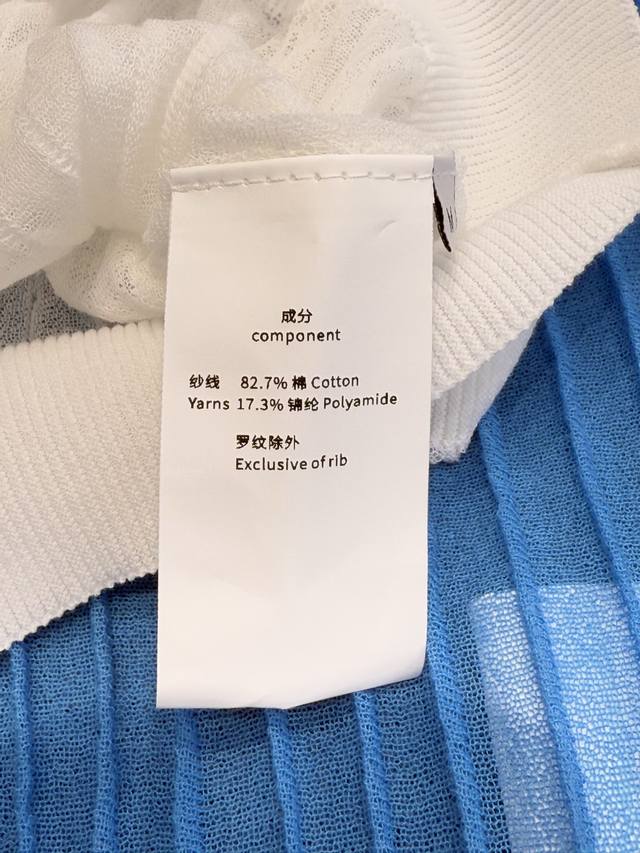 成分
component
纱线 82.7% 棉 Cotton
Yarns 17.3% 锦纶 Polyamide
罗纹除外
Exclusive of rib